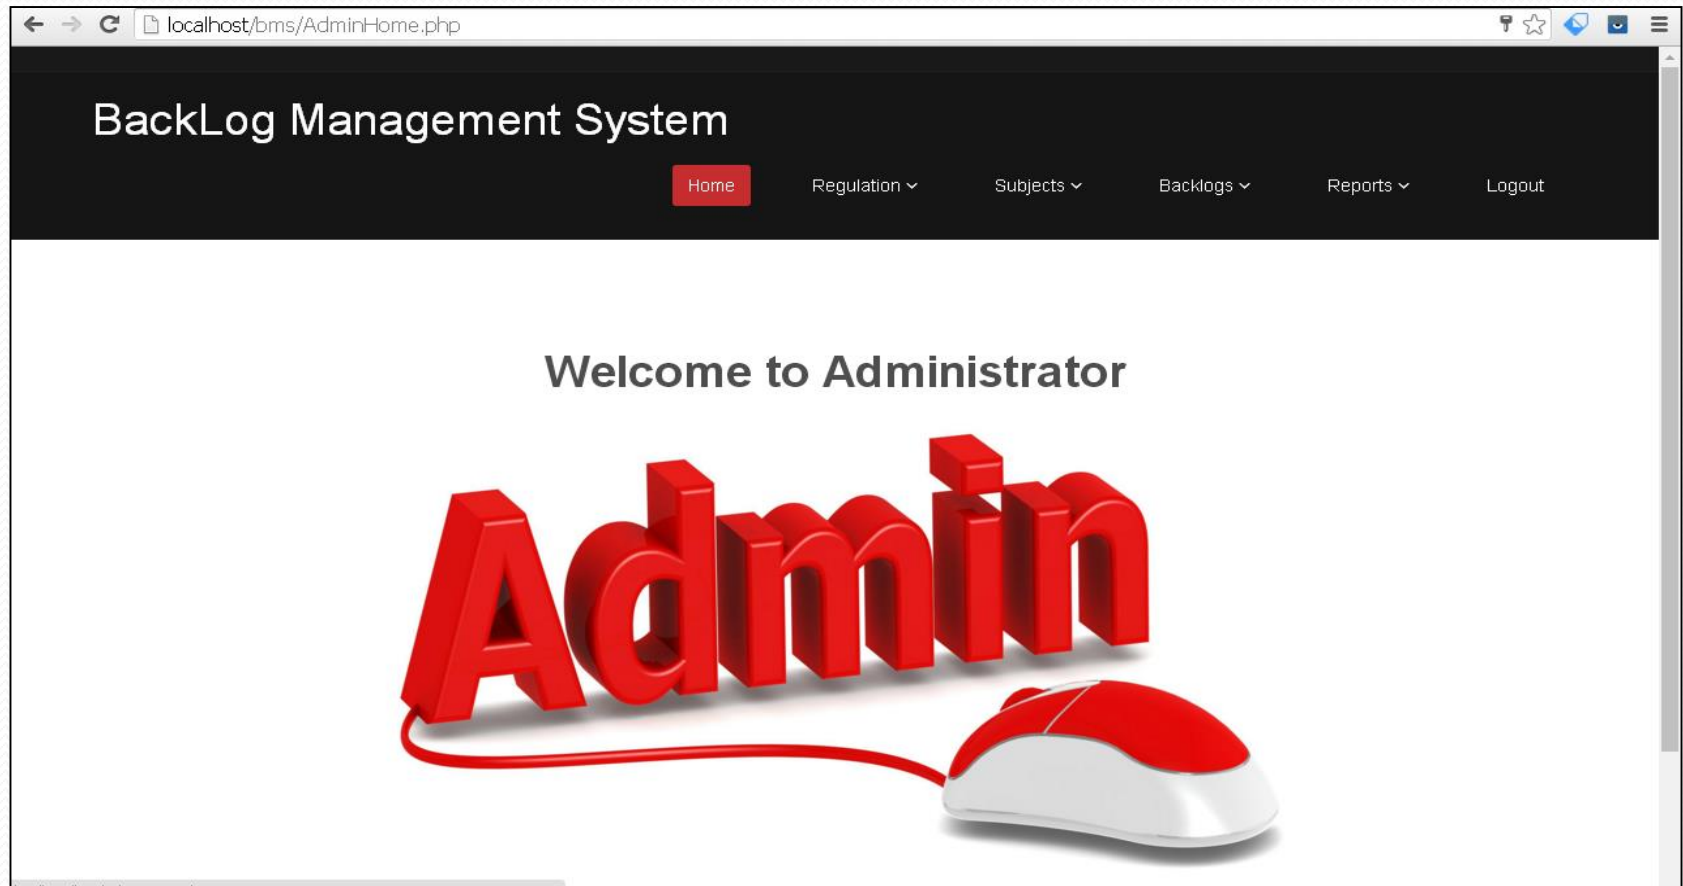 localhost/bms/AdminHome.php
BackLog Management System
Home Regulation Subjects Backlogs Reports Logout
Welcome to Administrator
Admin